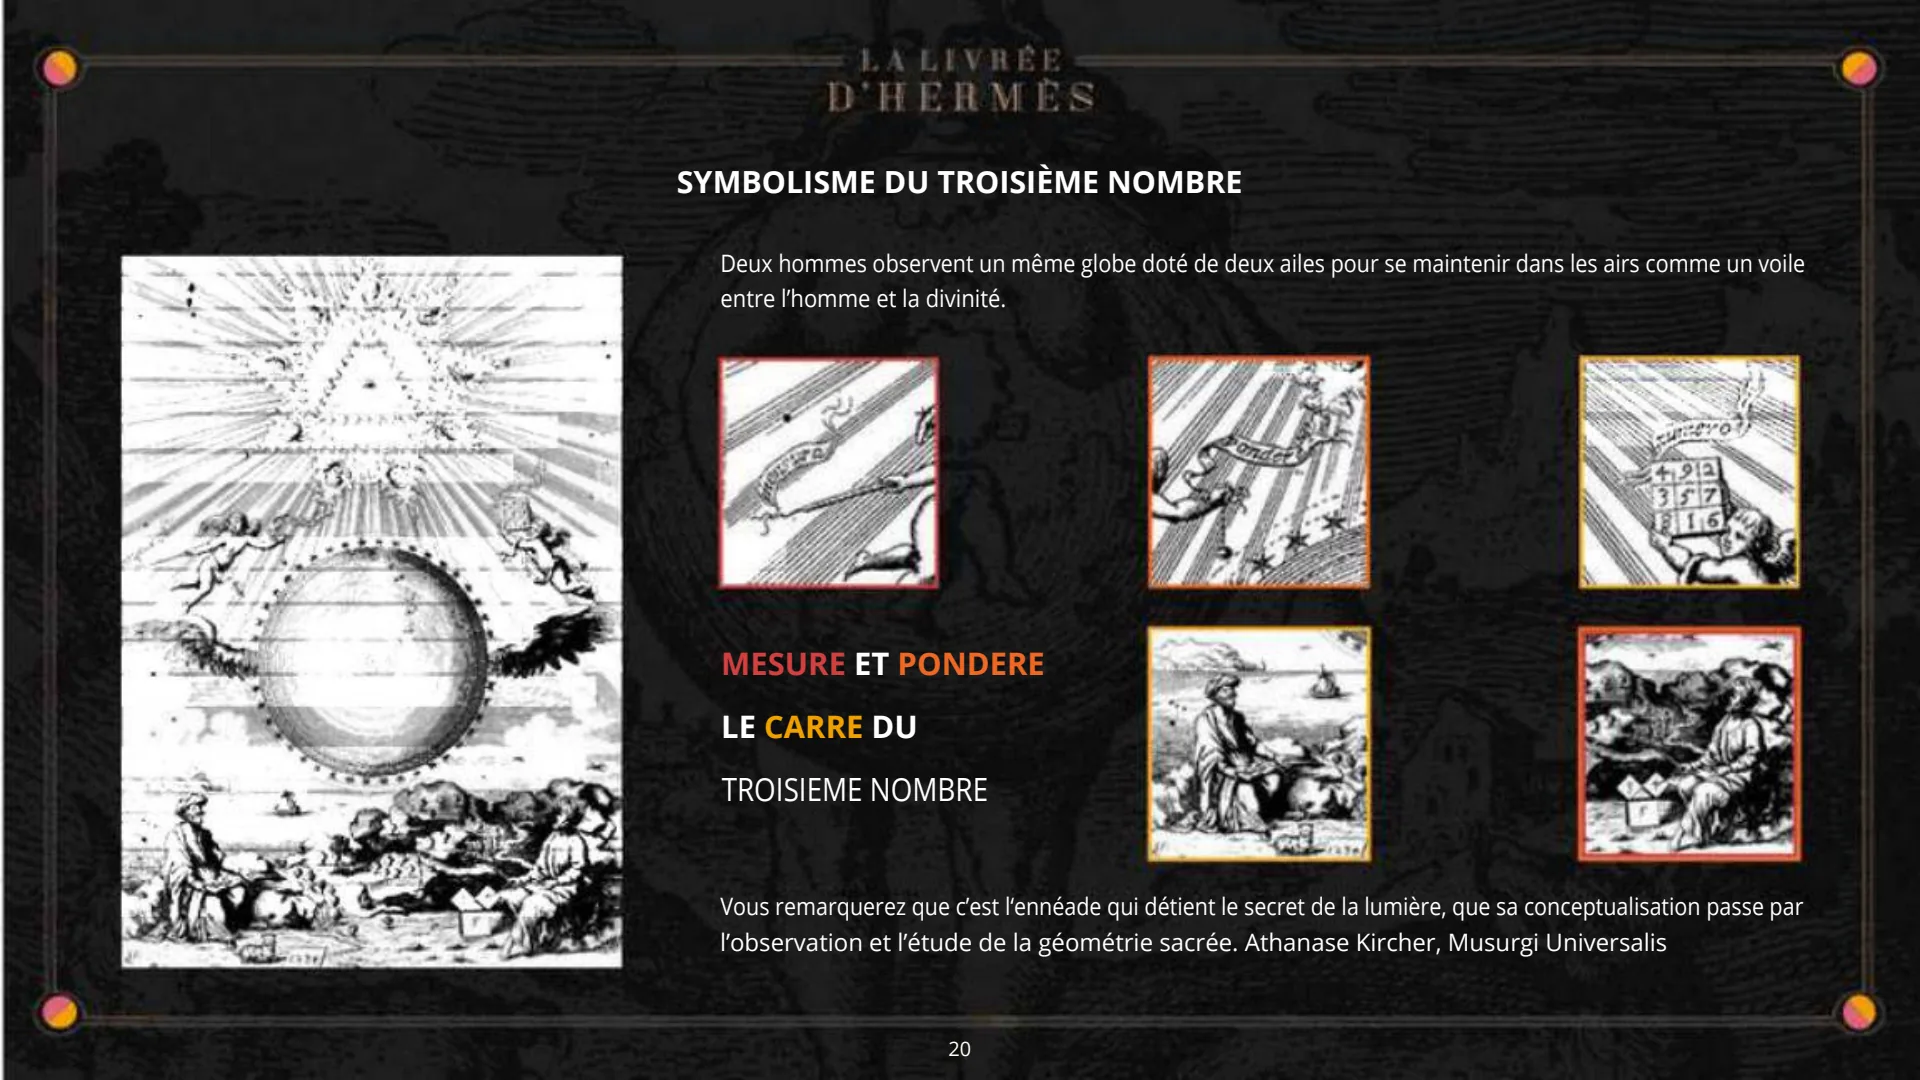 LA LIVRÉE
D'HERMÈS
SYMBOLISME DU TROISIÈME NOMBRE
Deux hommes observent un même globe doté de deux ailes pour se maintenir dans les airs comme un voile
entre l’homme et la divinité.
numero
4 9 2
3 5 7
8 1 6
MESURE ET PONDERE
LE CARRE DU
TROISIEME NOMBRE
Vous remarquerez que c’est l‘ennéade qui détient le secret de la lumière, que sa conceptualisation passe par
l’observation et l’étude de la géométrie sacrée. Athanase Kircher, Musurgi Universalis
20